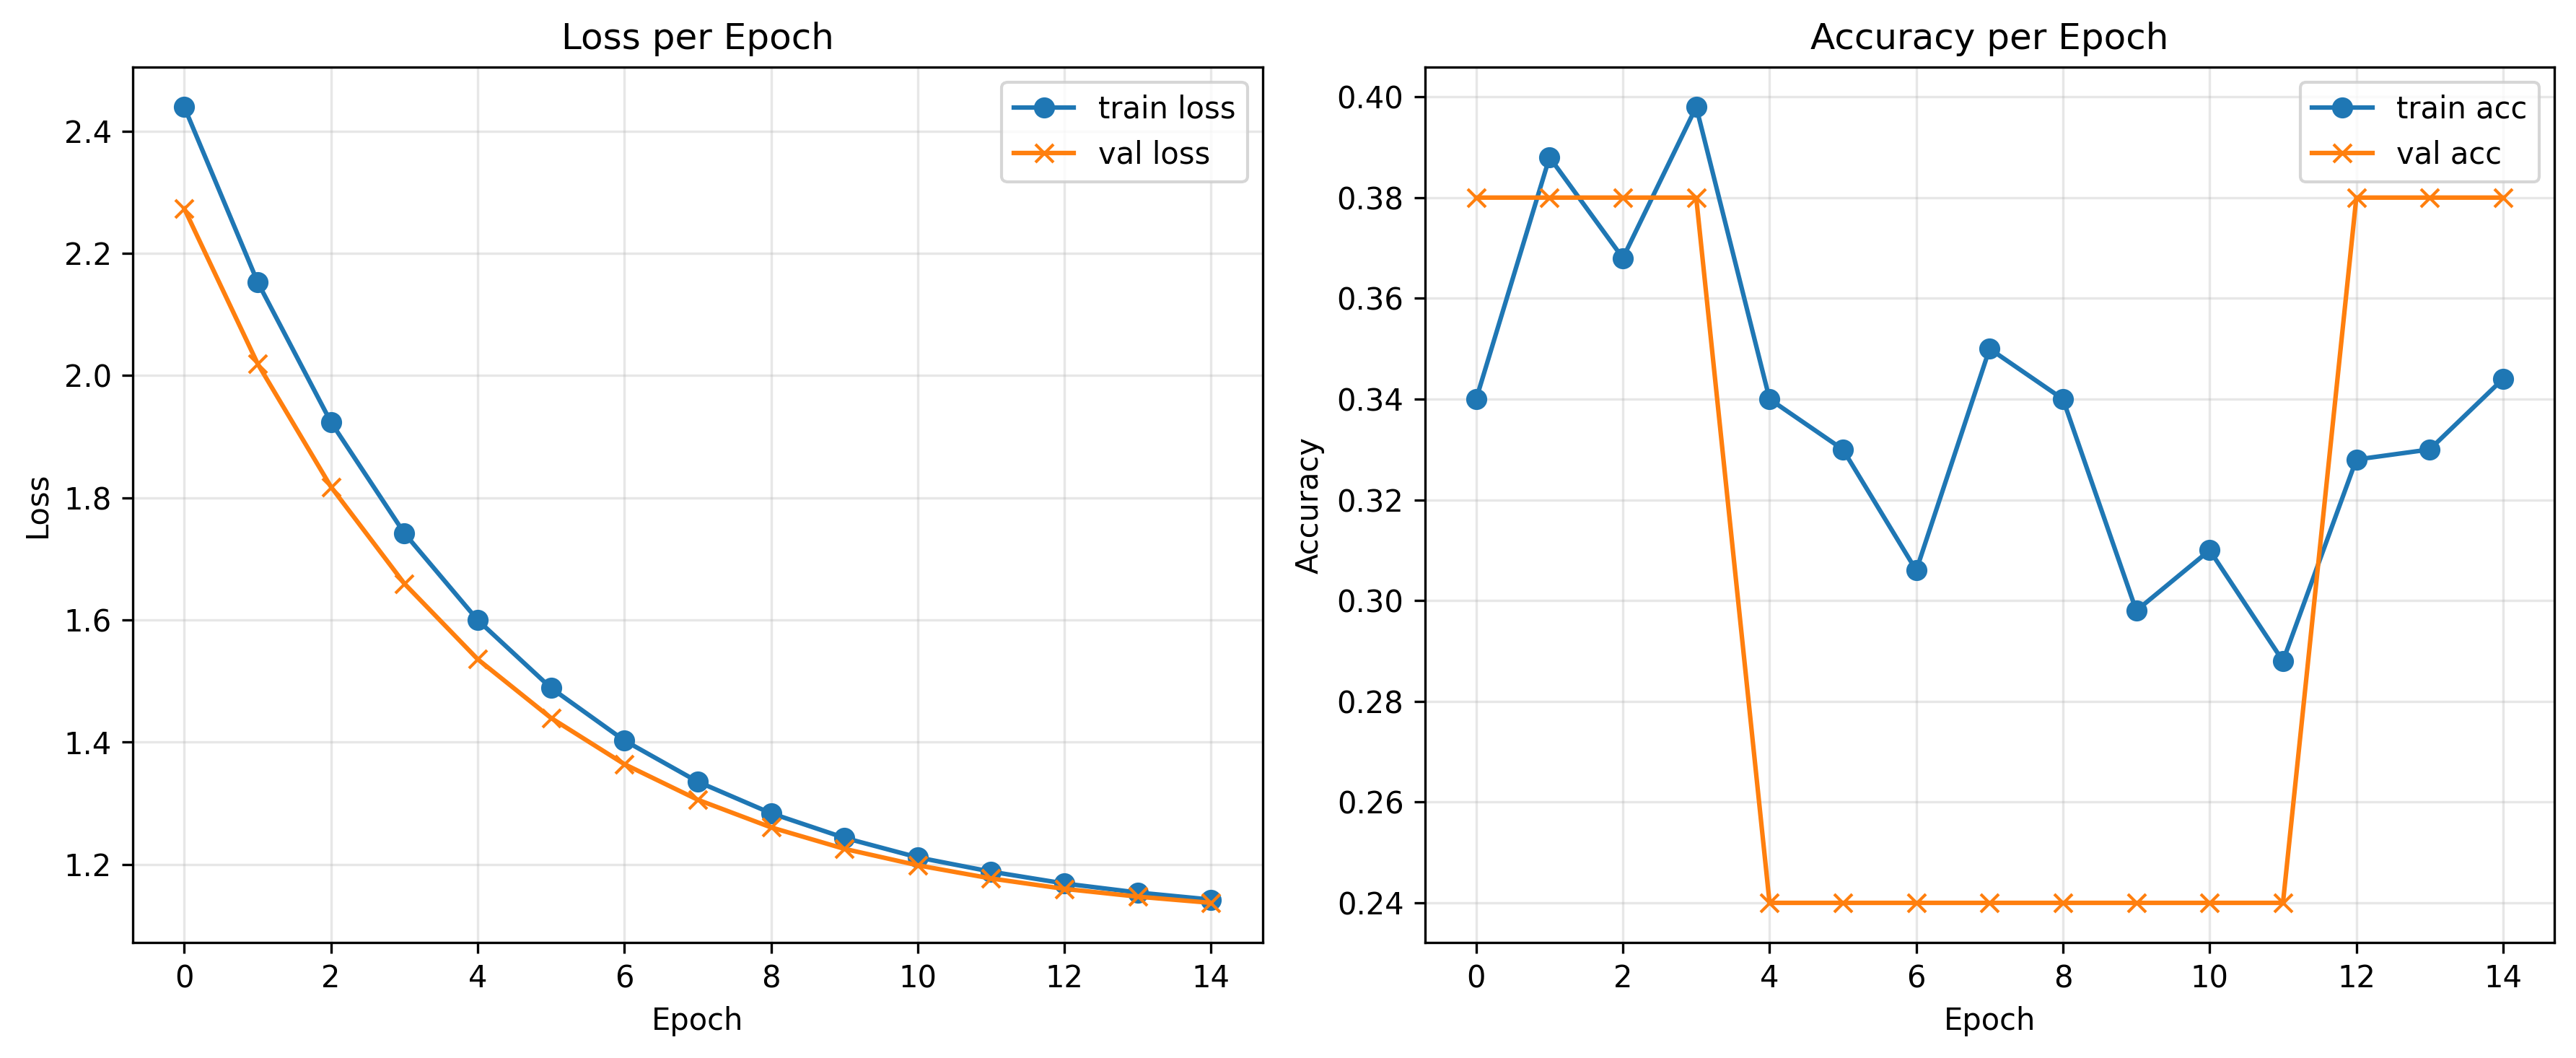 Loss per Epoch
train loss
val loss
2.4
2.2
2.0
1.8
1.6
1.4
1.2
Loss
0 2 4 6 8 10 12 14
Epoch
Accuracy per Epoch
train acc
val acc
0.40
0.38
0.36
0.34
0.32
0.30
0.28
0.26
0.24
Accuracy
0 2 4 6 8 10 12 14
Epoch